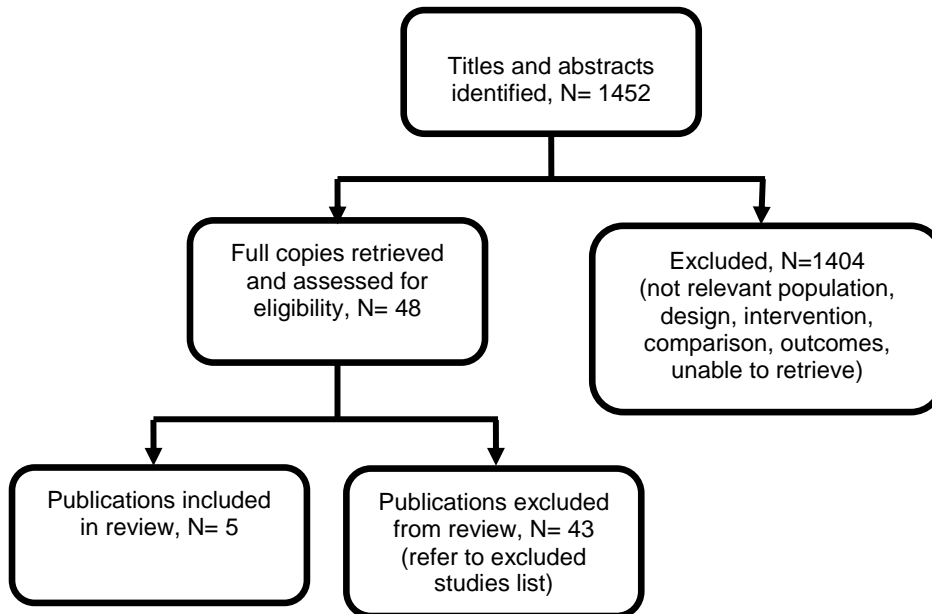 Titles and abstracts
identified, N= 1452
Full copies retrieved
and assessed for
eligibility, N= 48
Excluded, N=1404
(not relevant population,
design, intervention,
comparison, outcomes,
unable to retrieve)
Publications included
in review, N= 5
Publications excluded
from review, N= 43
(refer to excluded
studies list)